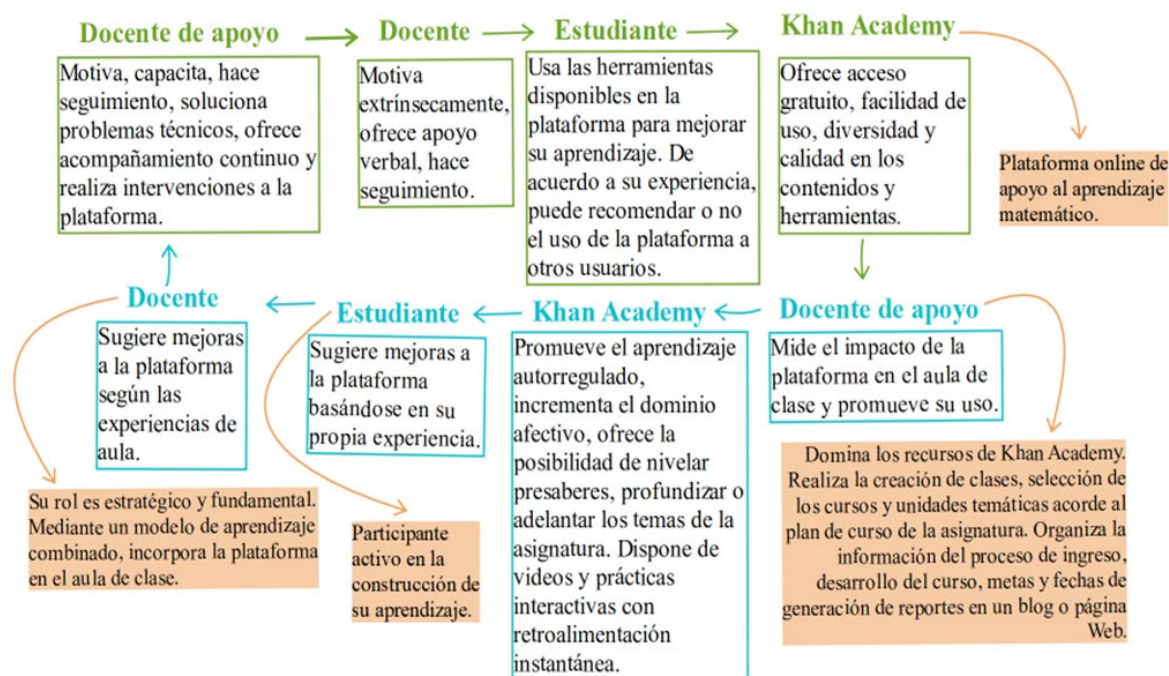 Docente de apoyo
Motiva, capacita, hace
seguimiento, soluciona
problemas técnicos, ofrece
acompañamiento continuo y
realiza intervenciones a la
plataforma.
Docente
Motiva
extrínsecamente,
ofrece apoyo
verbal, hace
seguimiento.
Estudiante
Usa las herramientas
disponibles en la
plataforma para mejorar
su aprendizaje. De
acuerdo a su experiencia,
puede recomendar o no
el uso de la plataforma a
otros usuarios.
Khan Academy
Ofrece acceso
gratuito, facilidad de
uso, diversidad y
calidad en los
contenidos y
herramientas.
Plataforma online de
apoyo al aprendizaje
matemático.
Docente de apoyo
Mide el impacto de la
plataforma en el aula de
clase y promueve su uso.
Domina los recursos de Khan Academy.
Realiza la creación de clases, selección de
los cursos y unidades temáticas acorde al
plan de curso de la asignatura. Organiza la
información del proceso de ingreso,
desarrollo del curso, metas y fechas de
generación de reportes en un blog o página
Web.
Khan Academy
Promueve el aprendizaje
autorregulado,
incrementa el dominio
afectivo, ofrece la
posibilidad de nivelar
presaberes, profundizar o
adelantar los temas de la
asignatura. Dispone de
videos y prácticas
interactivas con
retroalimentación
instantánea.
Estudiante
Sugiere mejoras a
la plataforma
basándose en su
propia experiencia.
Participante
activo en la
construcción de
su aprendizaje.
Docente
Sugiere mejoras
a la plataforma
según las
experiencias de
aula.
Su rol es estratégico y fundamental.
Mediante un modelo de aprendizaje
combinado, incorpora la plataforma
en el aula de clase.